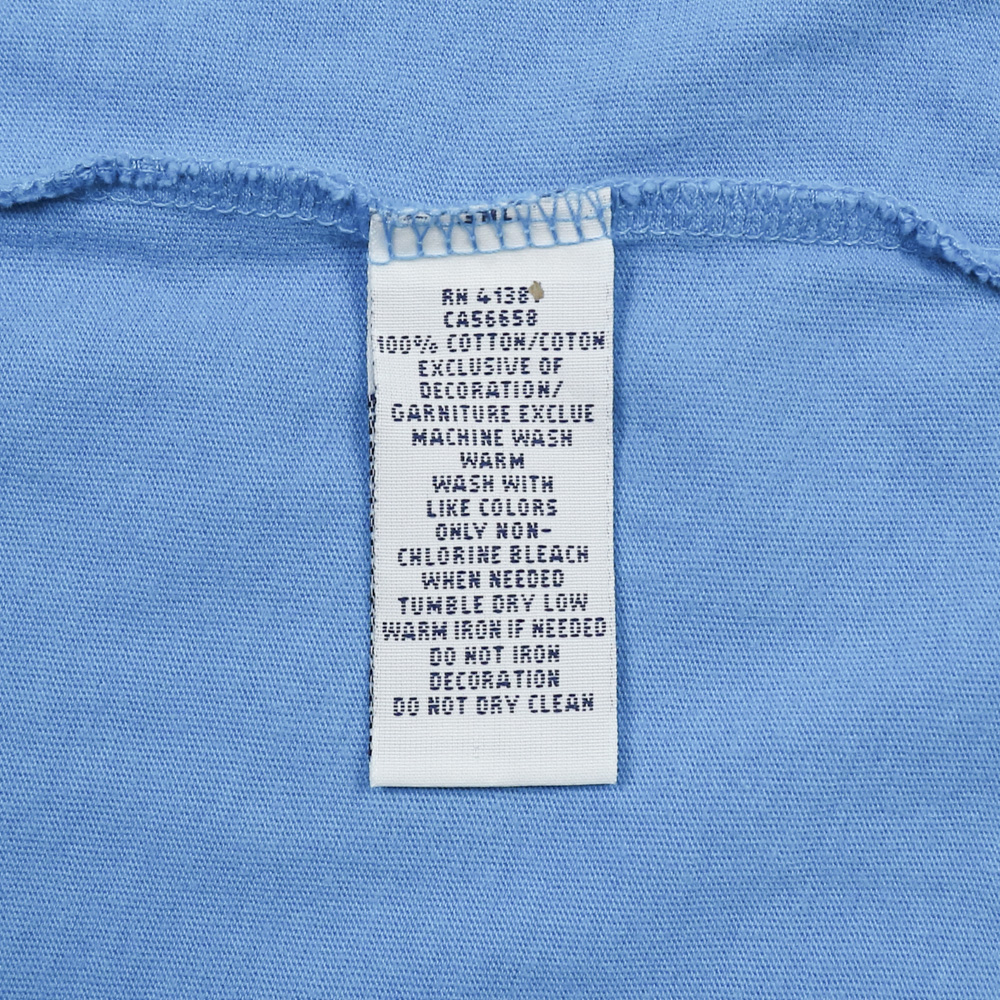 RN 4138
CA56658
100% COTTON/COTON
EXCLUSIVE OF
DECORATION/
GARNITURE EXCLUE
MACHINE WASH
WARM
WASH WITH
LIKE COLORS
ONLY NON-
CHLORINE BLEACH
WHEN NEEDED
TUMBLE DRY LOW
WARM IRON IF NEEDED
DO NOT IRON
DECORATION
DO NOT DRY CLEAN